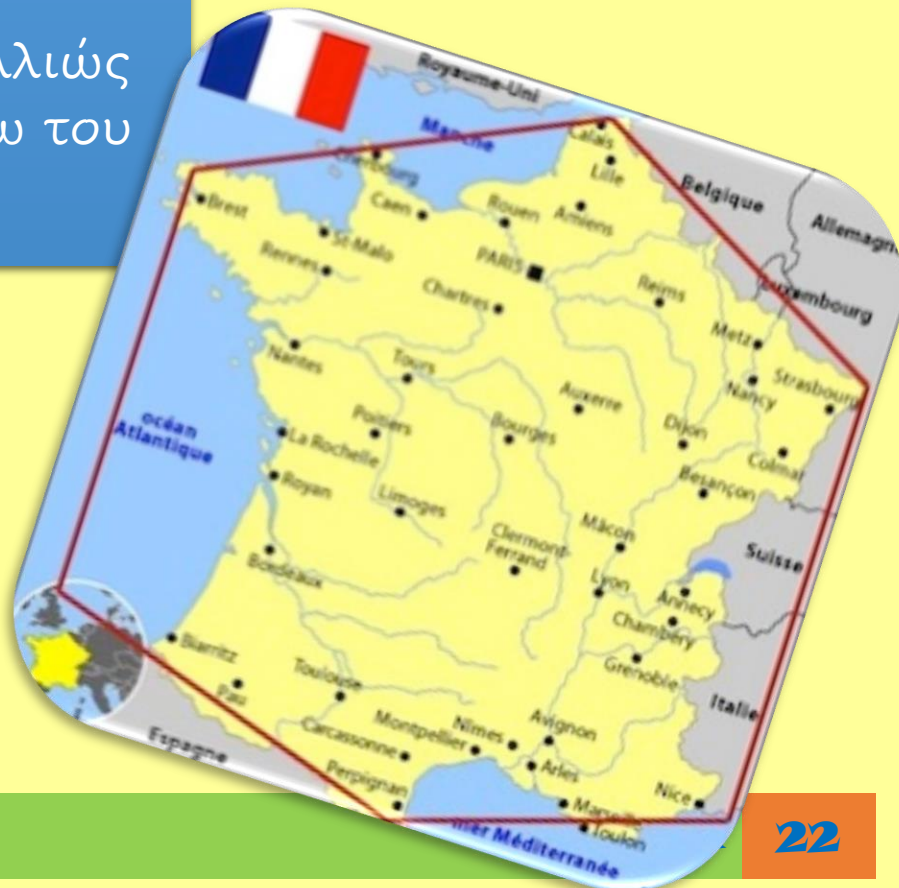 λλιώς
ω του
Royaume-Uni
Manche
Calais
Cherbourg
Lille
Belgique
Allemagn
Brest
Caen
Rouen
Amiens
St-Malo
Rennes
PARIS
Reims
Luxembourg
Chartres
Metz
Nantes
Tours
Nancy
Strasbourg
Auxerre
Poitiers
Bourges
Dijon
Colmar
océan
Atlantique
La Rochelle
Besançon
Royan
Limoges
Mâcon
Suisse
Clermont-
Ferrand
Bordeaux
Lyon
Annecy
Chambéry
Biarritz
Grenoble
Toulouse
Pau
Italie
Avignon
Nîmes
Montpellier
Carcassonne
Espagne
Arles
Perpignan
Nice
Marseille
Toulon
mer Méditerranée
22